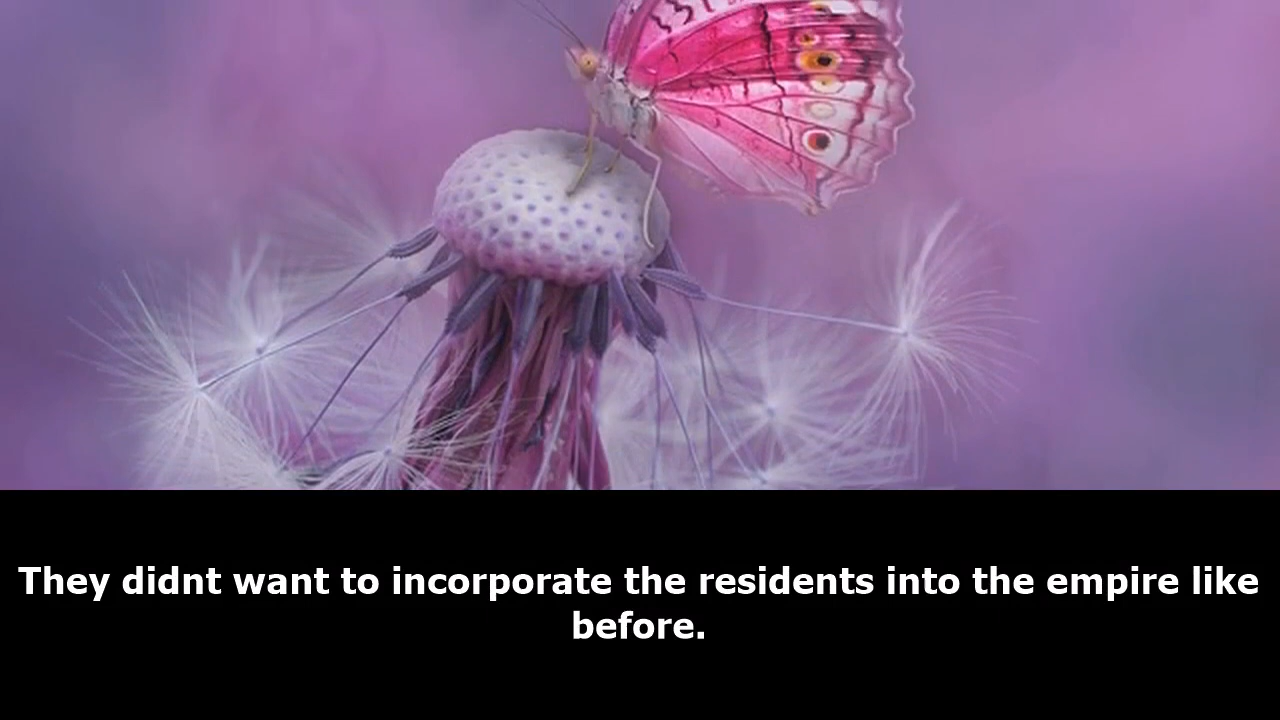 They didnt want to incorporate the residents into the empire like
before.